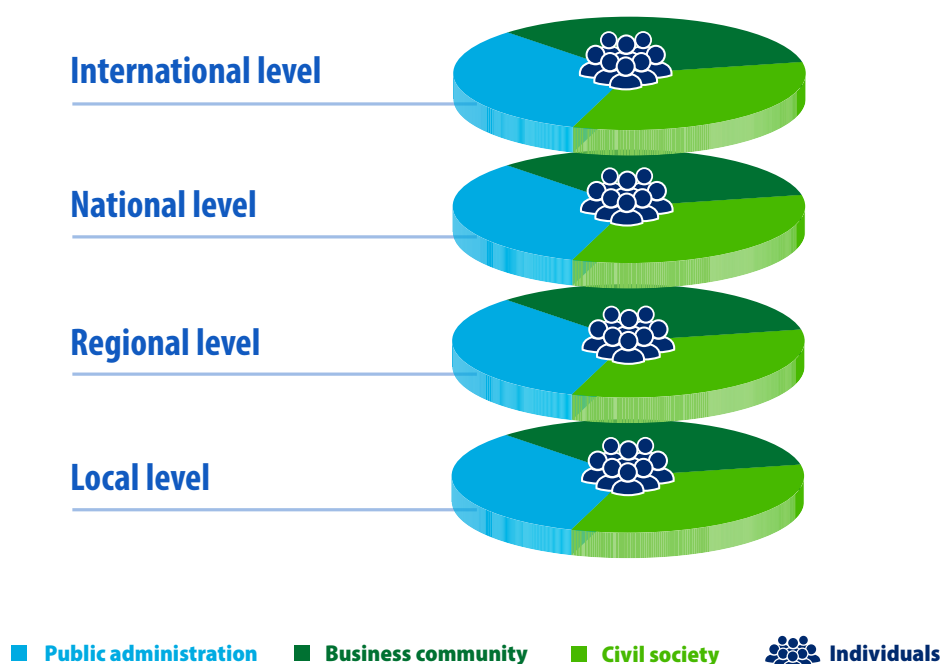 International level
National level
Regional level
Local level
Public administration Business community Civil society Individuals